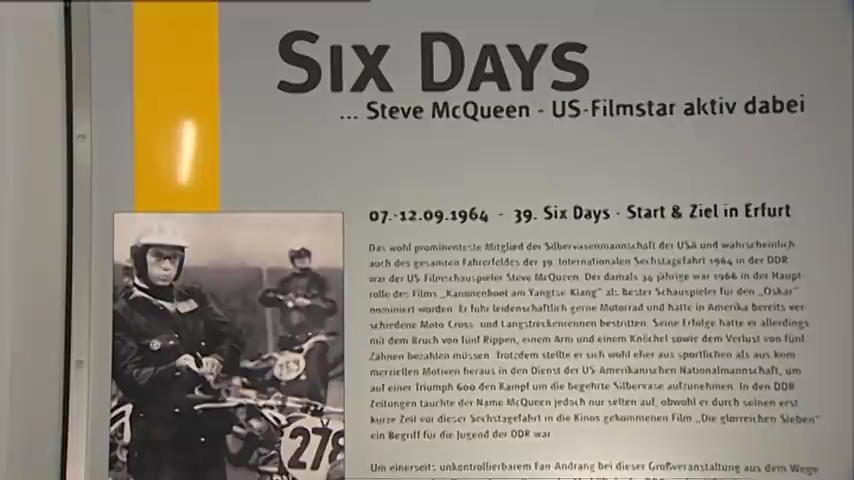 Six Days
... Steve McQueen - US-Filmstar aktiv dabei
07.-12.09.1964 - 39. Six Days · Start & Ziel in Erfurt
Das wohl prominenteste Mitglied der Silbervasenmannschaft der USA und wahrscheinlich
auch des gesamten Fahrerfeldes der 39. Internationalen Sechstagefahrt 1964 in der DDR
war der US-Filmschauspieler Steve McQueen. Der damals 34 jährige war 1966 in der Haupt-
rolle des Films „Kanonenboot am Yangtse-Kiang" als Bester Schauspieler für den „Oskar"
nominiert worden. Er fuhr leidenschaftlich gerne Motorrad und hatte in Amerika bereits ver-
schiedene Moto Cross- und Langstreckenrennen bestritten. Seine Erfolge hatte er allerdings
mit dem Bruch von fünf Rippen, einem Arm und einem Knöchel sowie dem Verlust von fünf
Zähnen bezahlen müssen. Trotzdem stellte er sich wohl eher aus sportlichen als aus kom-
merziellen Motiven heraus in den Dienst der US-Amerikanischen Nationalmannschaft, um
auf einer Triumph 600 den Kampf um die begehrte Silbervase aufzunehmen. In den DDR
Zeitungen tauchte der Name McQueen jedoch nur selten auf, obwohl er durch seinen erst
kurze Zeit vor dieser Sechstagefahrt in die Kinos gekommenen Film „Die glorreichen Sieben"
ein Begriff für die Jugend der DDR war.
Um einerseits unkontrollierbarem Fan-Andrang bei dieser Großveranstaltung aus dem Wege
278